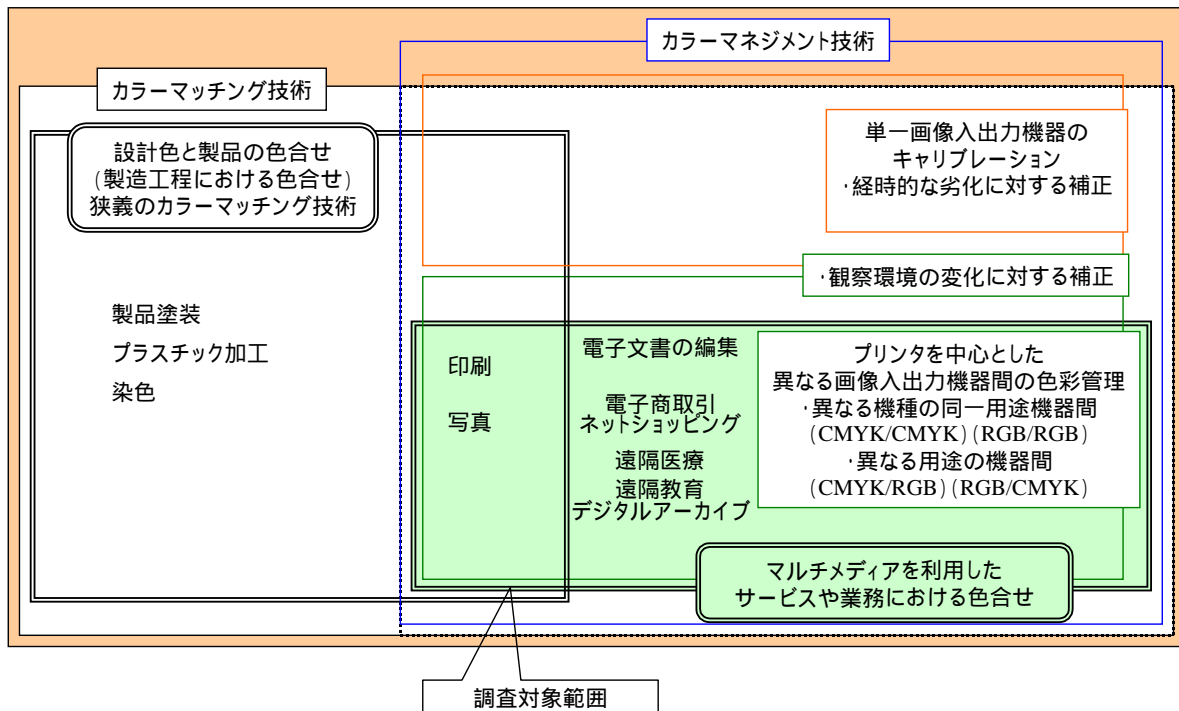 カラーマネジメント技術
カラーマッチング技術
設計色と製品の色合せ
(製造工程における色合せ)
狭義のカラーマッチング技術
単一画像入出力機器の
キャリブレーション
・経時的な劣化に対する補正
・観察環境の変化に対する補正
製品塗装
プラスチック加工
染色
印刷
写真
電子文書の編集
電子商取引
ネットショッピング
遠隔医療
遠隔教育
デジタルアーカイブ
プリンタを中心とした
異なる画像入出力機器間の色彩管理
・異なる機種の同一用途機器間
(CMYK/CMYK)(RGB/RGB)
・異なる用途の機器間
(CMYK/RGB)(RGB/CMYK)
マルチメディアを利用した
サービスや業務における色合せ
調査対象範囲